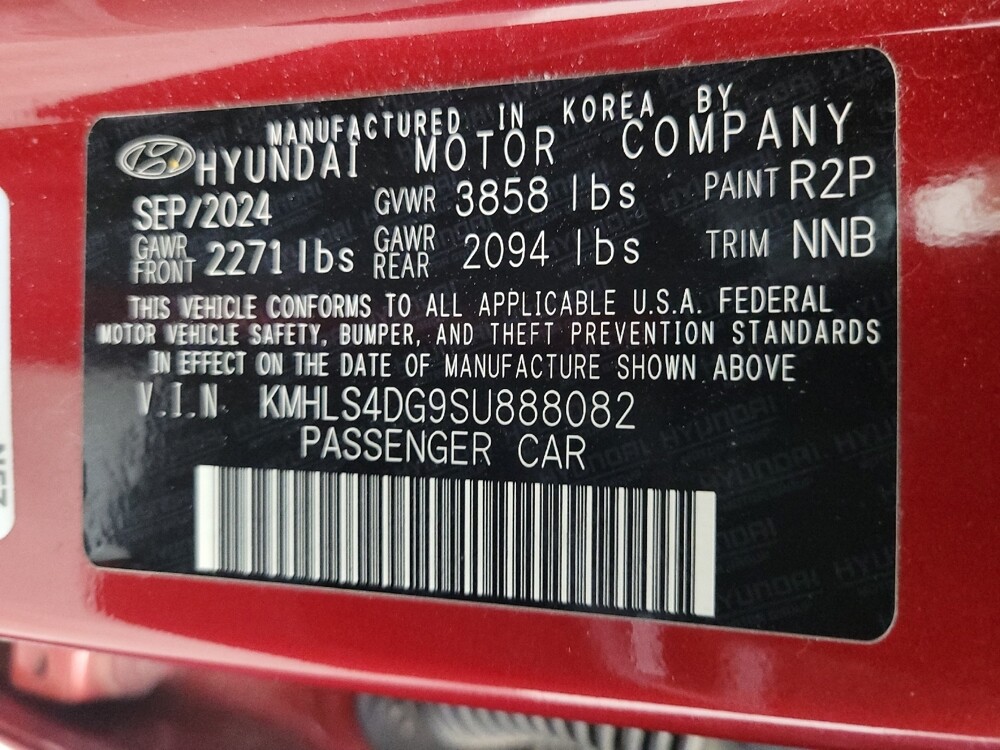 MANUFACTURED IN KOREA BY
HYUNDAI MOTOR COMPANY
SEP/2024 GVWR 3858 lbs PAINT R2P
GAWR FRONT 2271 lbs GAWR REAR 2094 lbs TRIM NNB
THIS VEHICLE CONFORMS TO ALL APPLICABLE U.S.A. FEDERAL
MOTOR VEHICLE SAFETY, BUMPER, AND THEFT PREVENTION STANDARDS
IN EFFECT ON THE DATE OF MANUFACTURE SHOWN ABOVE
V.I.N KMHLS4DG9SU888082
PASSENGER CAR